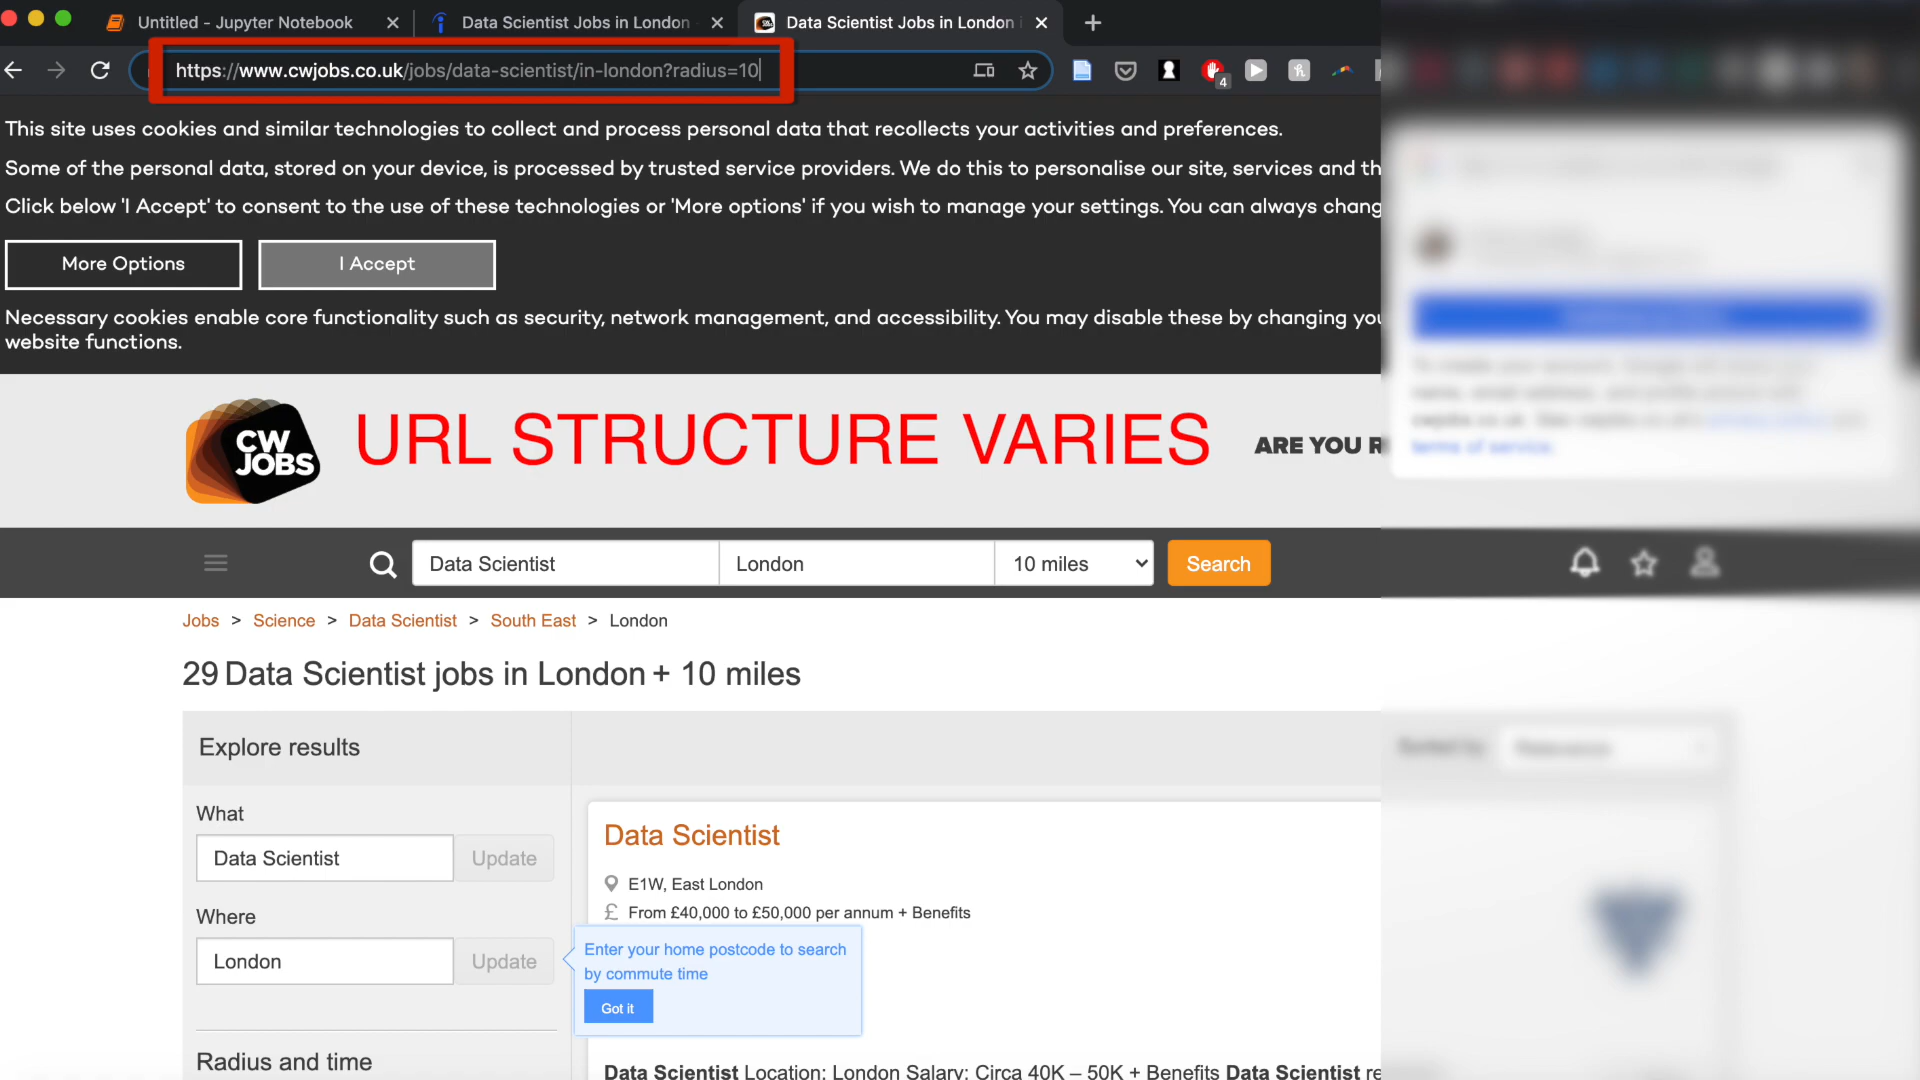 Untitled - Jupyter Notebook
Data Scientist Jobs in London
Data Scientist Jobs in London
https://www.cwjobs.co.uk/jobs/data-scientist/in-london?radius=10
4
This site uses cookies and similar technologies to collect and process personal data that recollects your activities and preferences.
Some of the personal data, stored on your device, is processed by trusted service providers. We do this to personalise our site, services and th
Click below 'I Accept' to consent to the use of these technologies or 'More options' if you wish to manage your settings. You can always chang
More Options
I Accept
Necessary cookies enable core functionality such as security, network management, and accessibility. You may disable these by changing you
website functions.
CW
JOBS
URL STRUCTURE VARIES
ARE YOU R
Data Scientist
London
10 miles
Search
Jobs > Science > Data Scientist > South East > London
29 Data Scientist jobs in London + 10 miles
Explore results
What
Data Scientist
Update
Where
London
Update
Radius and time
Data Scientist
E1W, East London
£ From £40,000 to £50,000 per annum + Benefits
Enter your home postcode to search
by commute time
Got it
Data Scientist Location: London Salary: Circa 40K – 50K + Benefits Data Scientist re
terms of service.